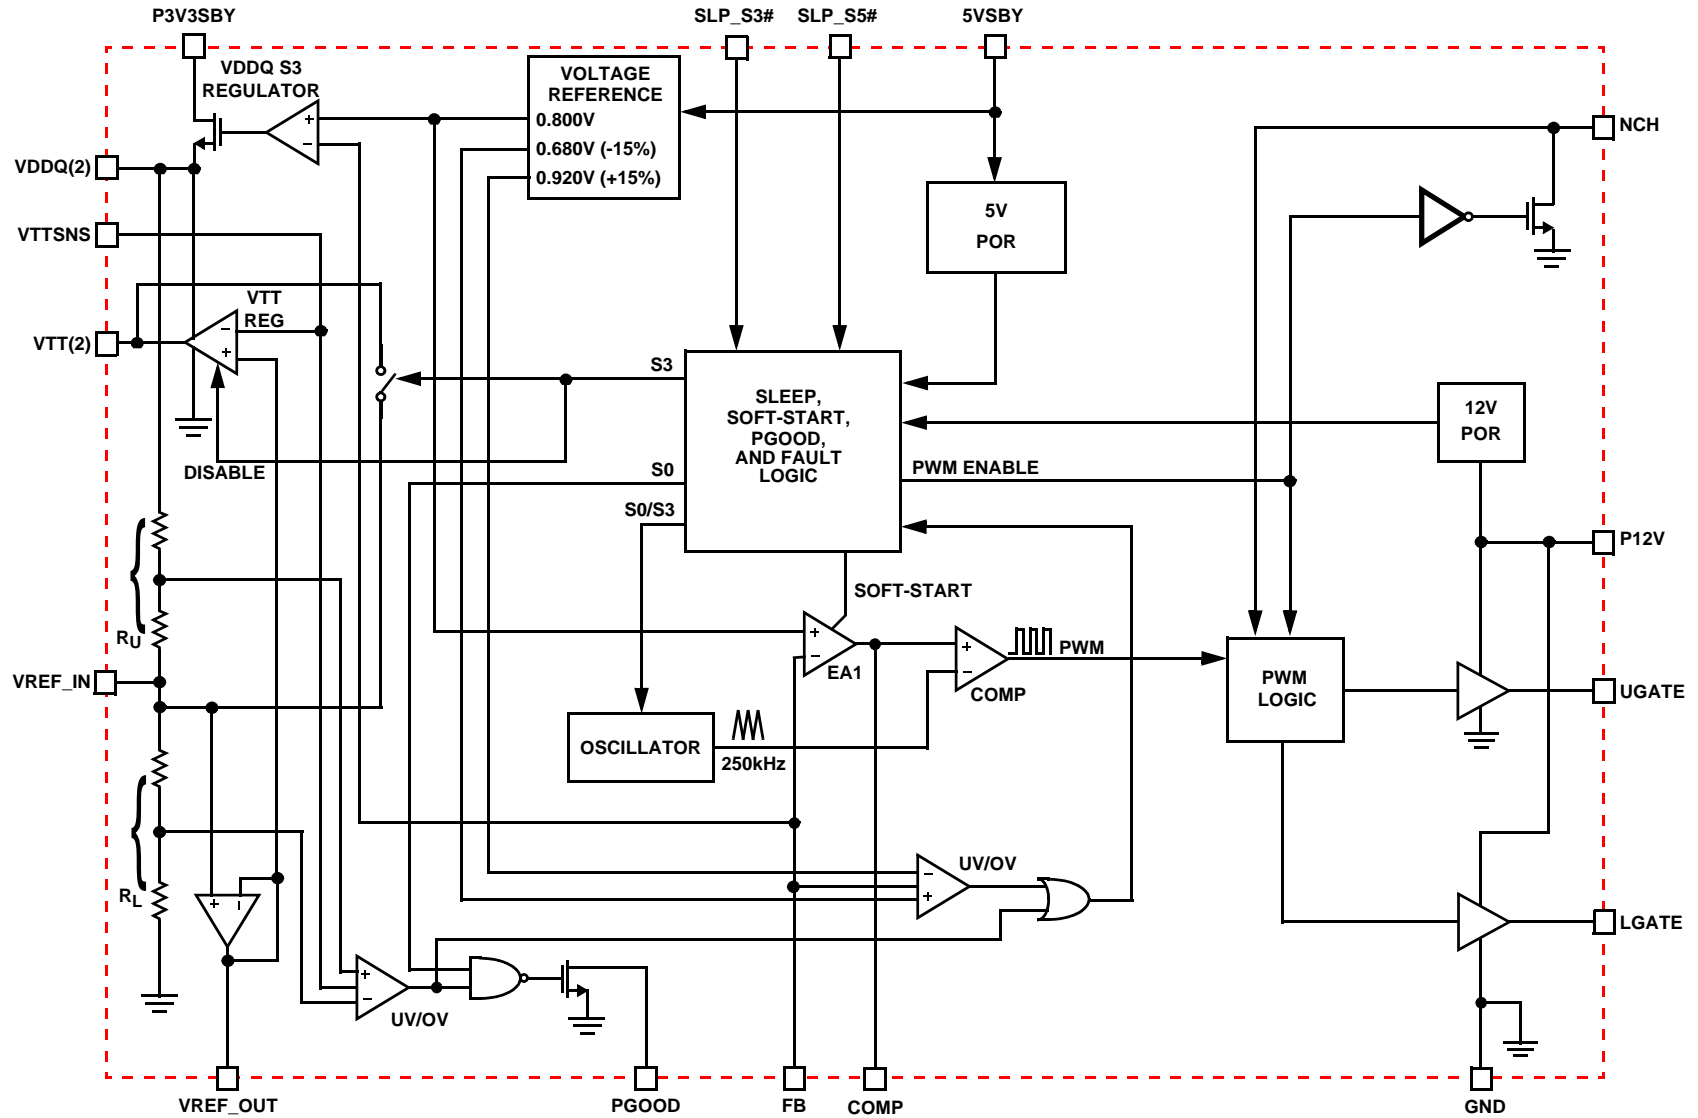 P3V3SBY
SLP_S3#
SLP_S5#
5VSBY
VDDQ S3
REGULATOR
+
−
VOLTAGE
REFERENCE
0.800V
0.680V (-15%)
0.920V (+15%)
NCH
VDDQ(2)
5V
POR
VTTSNS
VTT
REG
−
+
VTT(2)
S3
SLEEP,
SOFT-START,
PGOOD,
AND FAULT
LOGIC
12V
POR
DISABLE
S0
PWM ENABLE
S0/S3
P12V
SOFT-START
RU
+
−
EA1
+
−
COMP
PWM
VREF_IN
PWM
LOGIC
UGATE
OSCILLATOR
250kHz
UV/OV
−
+
RL
+
−
LGATE
+
−
UV/OV
VREF_OUT
PGOOD
FB
COMP
GND